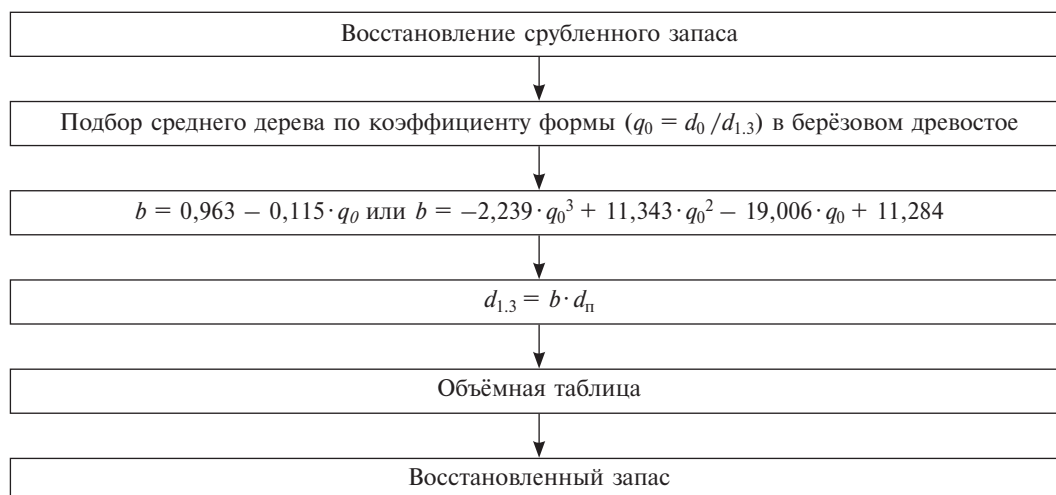 Восстановление срубленного запаса
Подбор среднего дерева по коэффициенту формы (q₀ = d₀ /d₁.₃) в берёзовом древостое
b = 0,963 − 0,115· q₀ или b = −2,239· q₀³ + 11,343· q₀² − 19,006· q₀ + 11,284
d₁.₃ = b· dп
Объёмная таблица
Восстановленный запас